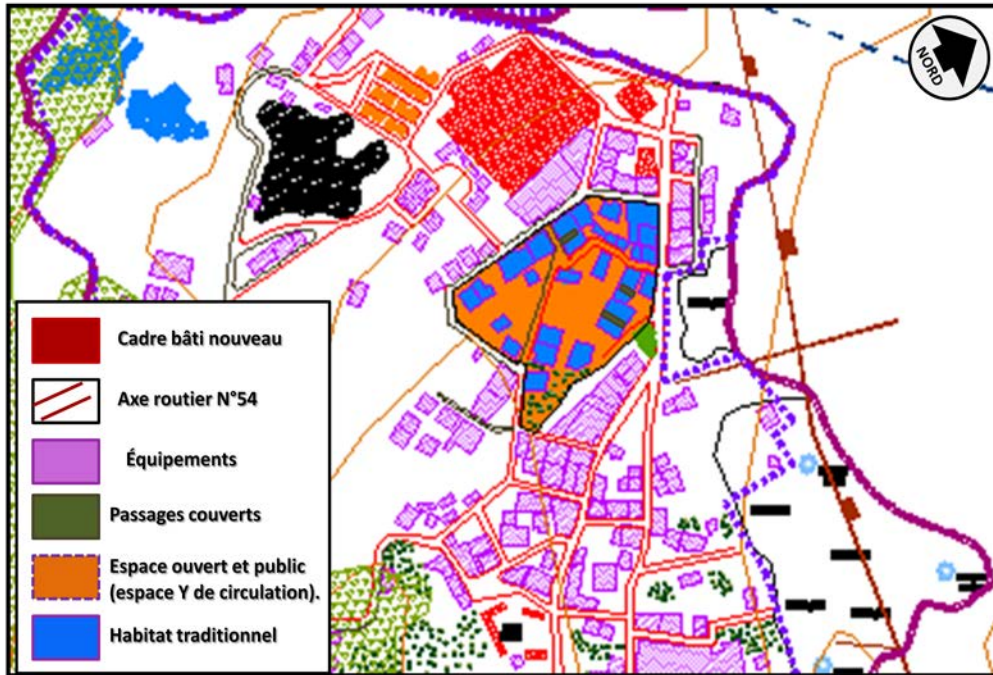 NORD
Cadre bâti nouveau
Axe routier N°54
Équipements
Passages couverts
Espace ouvert et public
(espace Y de circulation).
Habitat traditionnel